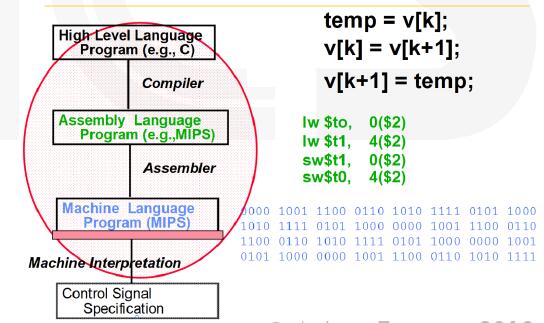 High Level Language
Program (e.g., C)
Compiler
Assembly Language
Program (e.g.,MIPS)
Assembler
Machine Language
Program (MIPS)
Machine Interpretation
Control Signal
Specification
temp = v[k];
v[k] = v[k+1];
v[k+1] = temp;
lw $to, 0($2)
lw $t1, 4($2)
sw$t1, 0($2)
sw$t0, 4($2)
0000 1001 1100 0110 1010 1111 0101 1000
1010 1111 0101 1000 0000 1001 1100 0110
1100 0110 1010 1111 0101 1000 0000 1001
0101 1000 0000 1001 1100 0110 1010 1111